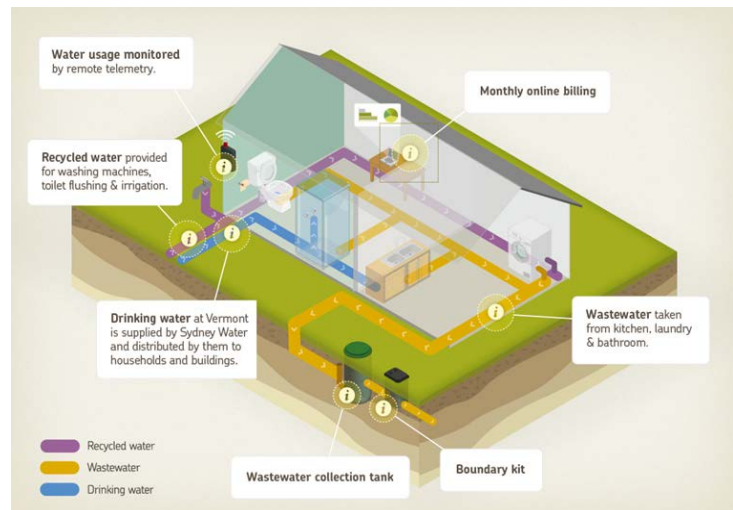 Water usage monitored
by remote telemetry.
Monthly online billing
Recycled water provided
for washing machines,
toilet flushing & irrigation.
Drinking water at Vermont
is supplied by Sydney Water
and distributed by them to
households and buildings.
Wastewater taken
from kitchen, laundry
& bathroom.
Recycled water
Wastewater
Drinking water
Wastewater collection tank
Boundary kit
i
i
i
i
i
i
i